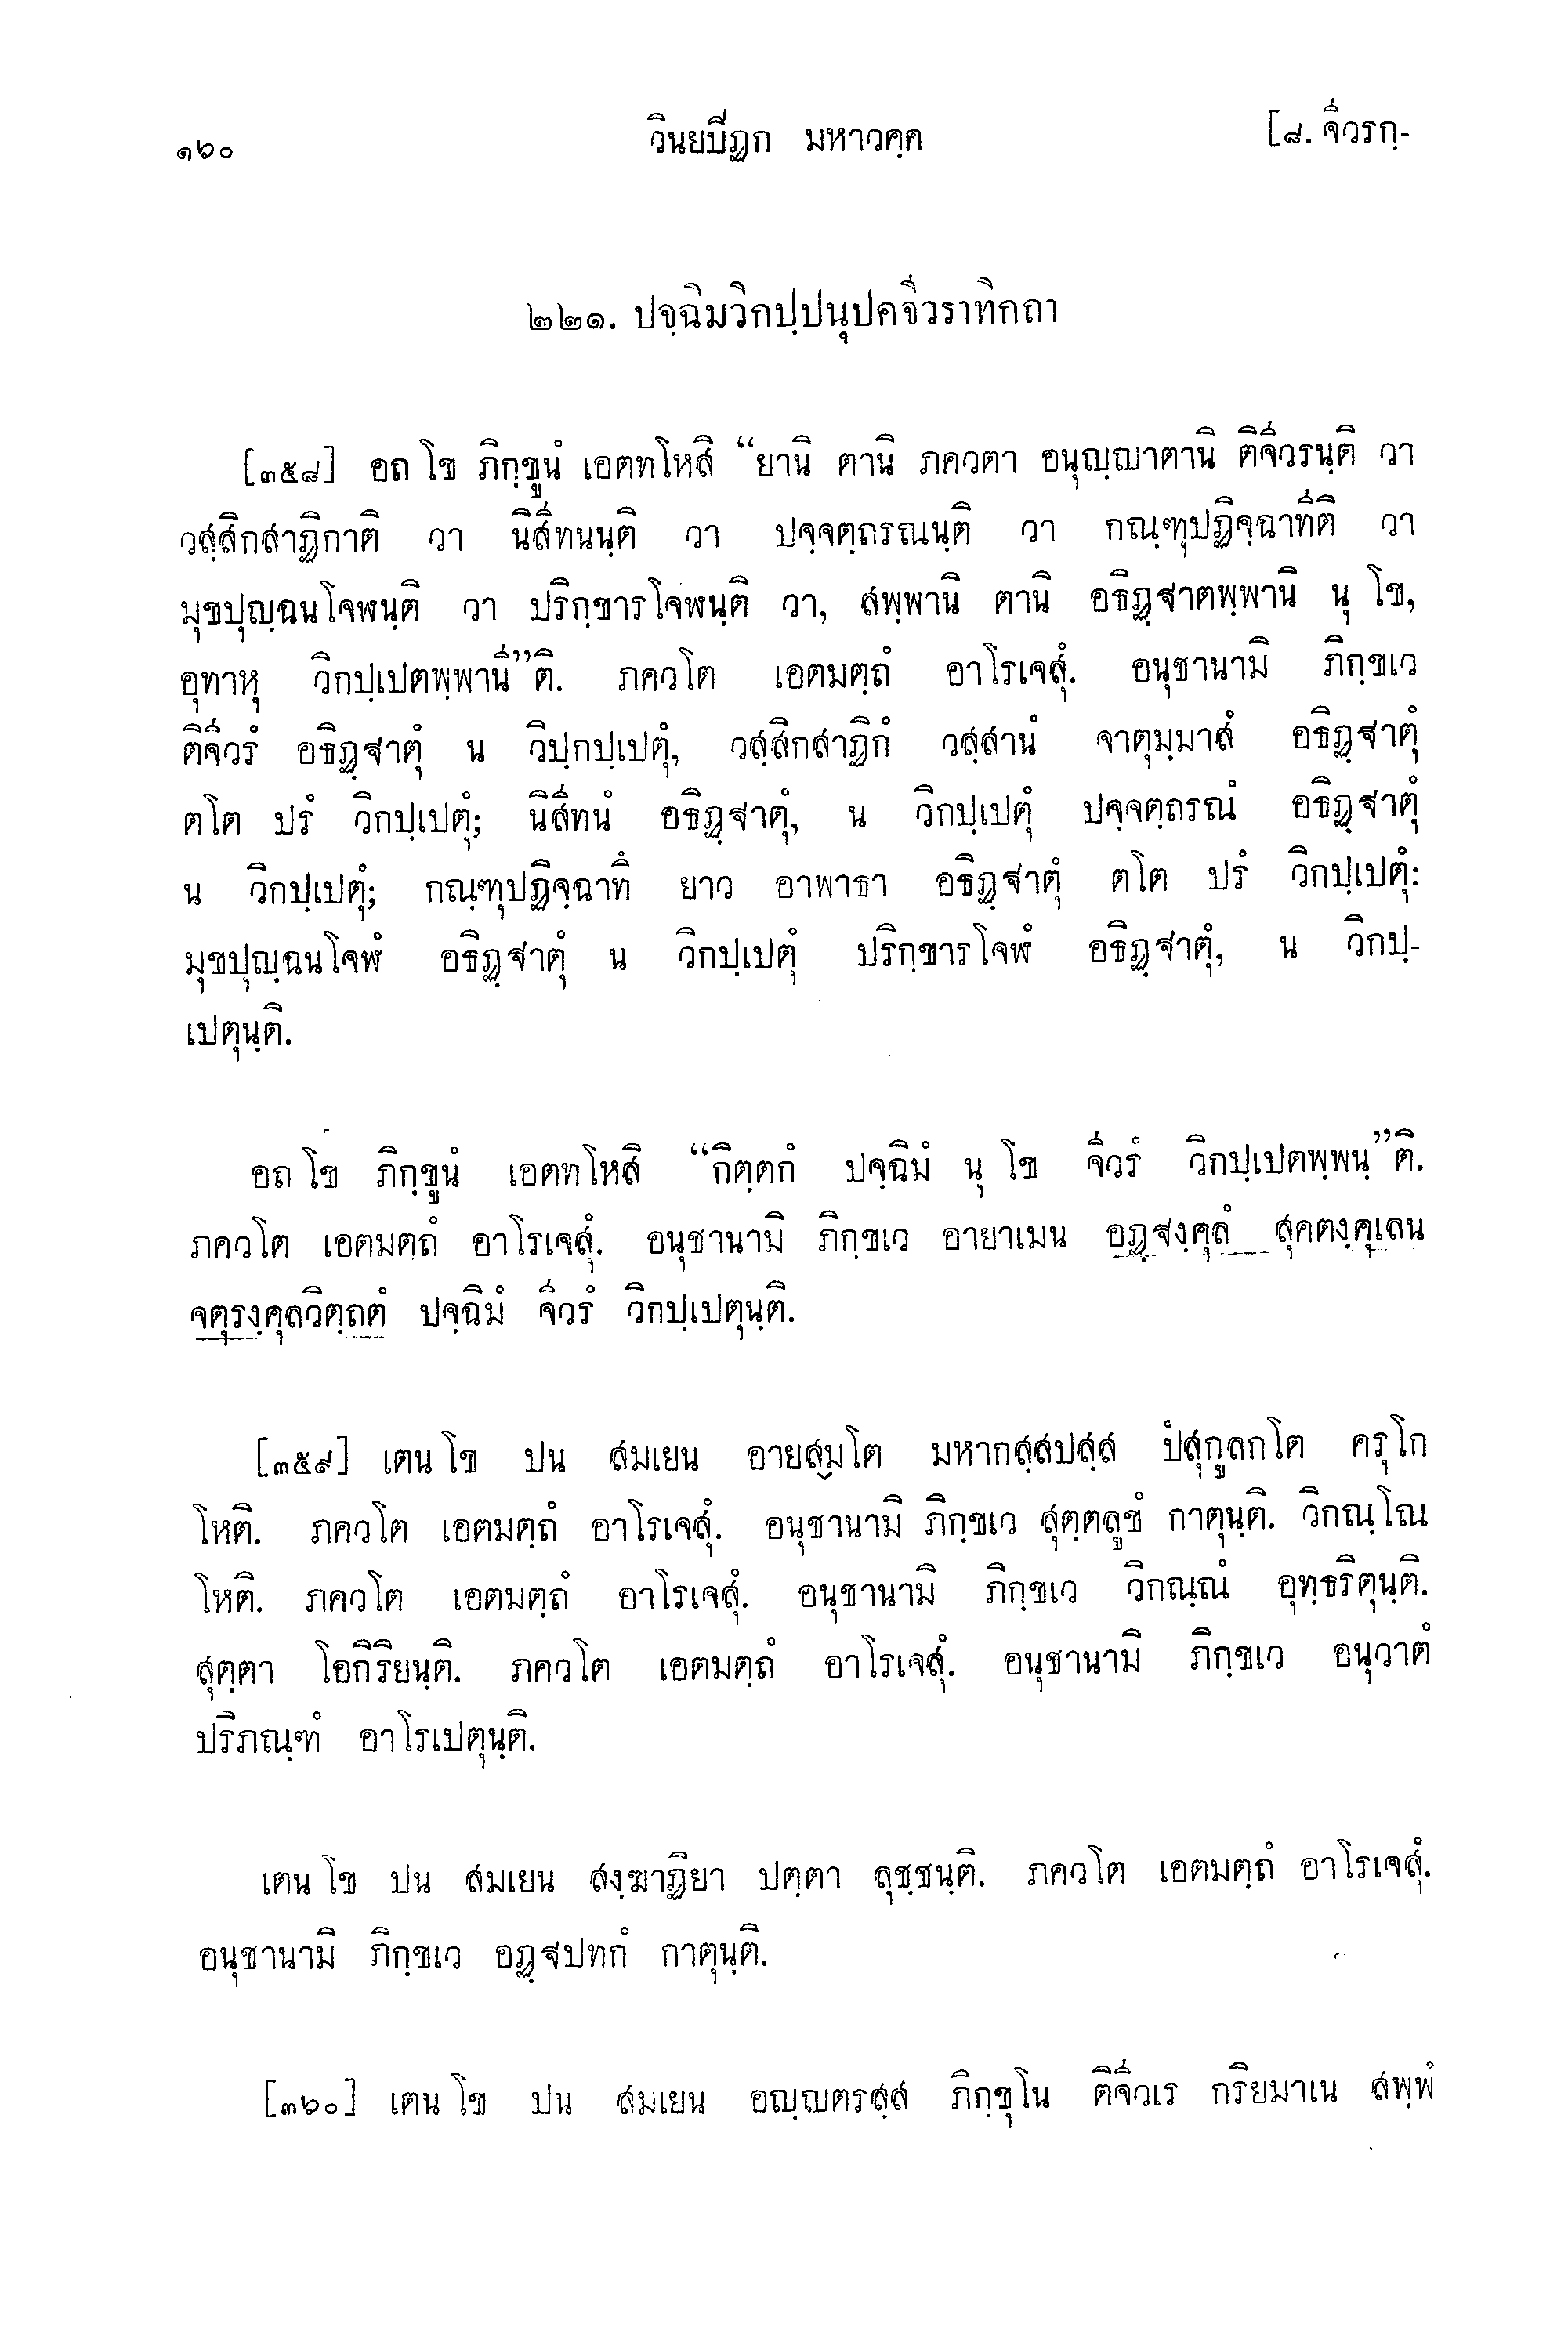 ๑๖๐ วินยปิฏก มหาวคฺค [๘. จีวรกฺ-
๒๒๑. ปจฺฉิมวิกปฺปนุปคจีวราทิกถา
[๓๕๘] อถ โข ภิกฺขูนํ เอตทโหสิ “ยานิ ตานิ ภควตา อนุญฺญาตานิ ติจีวรนฺติ วา
วสฺสิกสาฏิกาติ วา นิสีทนนฺติ วา ปจฺจตฺถรณนฺติ วา กณฺฑุปฏิจฺฉาทีติ วา
มุขปุญฺฉนโจฬนฺติ วา ปริกฺขารโจฬนฺติ วา, สพฺพานิ ตานิ อธิฏฺฐาตพฺพานิ นุ โข,
อุทาหุ วิกปฺเปตพฺพานี”ติ. ภควโต เอตมตฺถํ อาโรเจสุํ. อนุชานามิ ภิกฺขเว
ติจีวรํ อธิฏฺฐาตุํ น วิปฺกปฺเปตุํ, วสฺสิกสาฏิกํ วสฺสานํ จาตุมฺมาสํ อธิฏฺฐาตุํ
ตโต ปรํ วิกปฺเปตุํ; นิสีทนํ อธิฏฺฐาตุํ, น วิกปฺเปตุํ ปจฺจตฺถรณํ อธิฏฺฐาตุํ
น วิกปฺเปตุํ; กณฺฑุปฏิจฺฉาทึ ยาว อาพาธา อธิฏฺฐาตุํ ตโต ปรํ วิกปฺเปตุํ:
มุขปุญฺฉนโจฬํ อธิฏฺฐาตุํ น วิกปฺเปตุํ ปริกฺขารโจฬํ อธิฏฺฐาตุํ, น วิกปฺ-
เปตุนฺติ.
อถ โข ภิกฺขูนํ เอตทโหสิ “กิตฺตกํ ปจฺฉิมํ นุ โข จีวรํ วิกปฺเปตพฺพนฺ”ติ.
ภควโต เอตมตฺถํ อาโรเจสุํ. อนุชานามิ ภิกฺขเว อายาเมน อฏฺฐงฺคุลํ สุคตงฺคุเลน
จตุรงฺคุลวิตฺถตํ ปจฺฉิมํ จีวรํ วิกปฺเปตุนฺติ.
[๓๕๙] เตน โข ปน สมเยน อายสฺมโต มหากสฺสปสฺส ปํสุกูลกโต ครุโก
โหติ. ภควโต เอตมตฺถํ อาโรเจสุํ. อนุชานามิ ภิกฺขเว สุตฺตลูขํ กาตุนฺติ. วิกณฺโณ
โหติ. ภควโต เอตมตฺถํ อาโรเจสุํ. อนุชานามิ ภิกฺขเว วิกณฺณํ อุทฺธริตุนฺติ.
สุตฺตา โอกิริยนฺติ. ภควโต เอตมตฺถํ อาโรเจสุํ. อนุชานามิ ภิกฺขเว อนุวาตํ
ปริภณฺฑํ อาโรเปตุนฺติ.
เตน โข ปน สมเยน สงฺฆาฏิยา ปตฺตา ลุชฺชนฺติ. ภควโต เอตมตฺถํ อาโรเจสุํ.
อนุชานามิ ภิกฺขเว อฏฺฐปทกํ กาตุนฺติ.
[๓๖๐] เตน โข ปน สมเยน อญฺญตรสฺส ภิกฺขุโน ติจีวเร กริยมาเน สพฺพํ